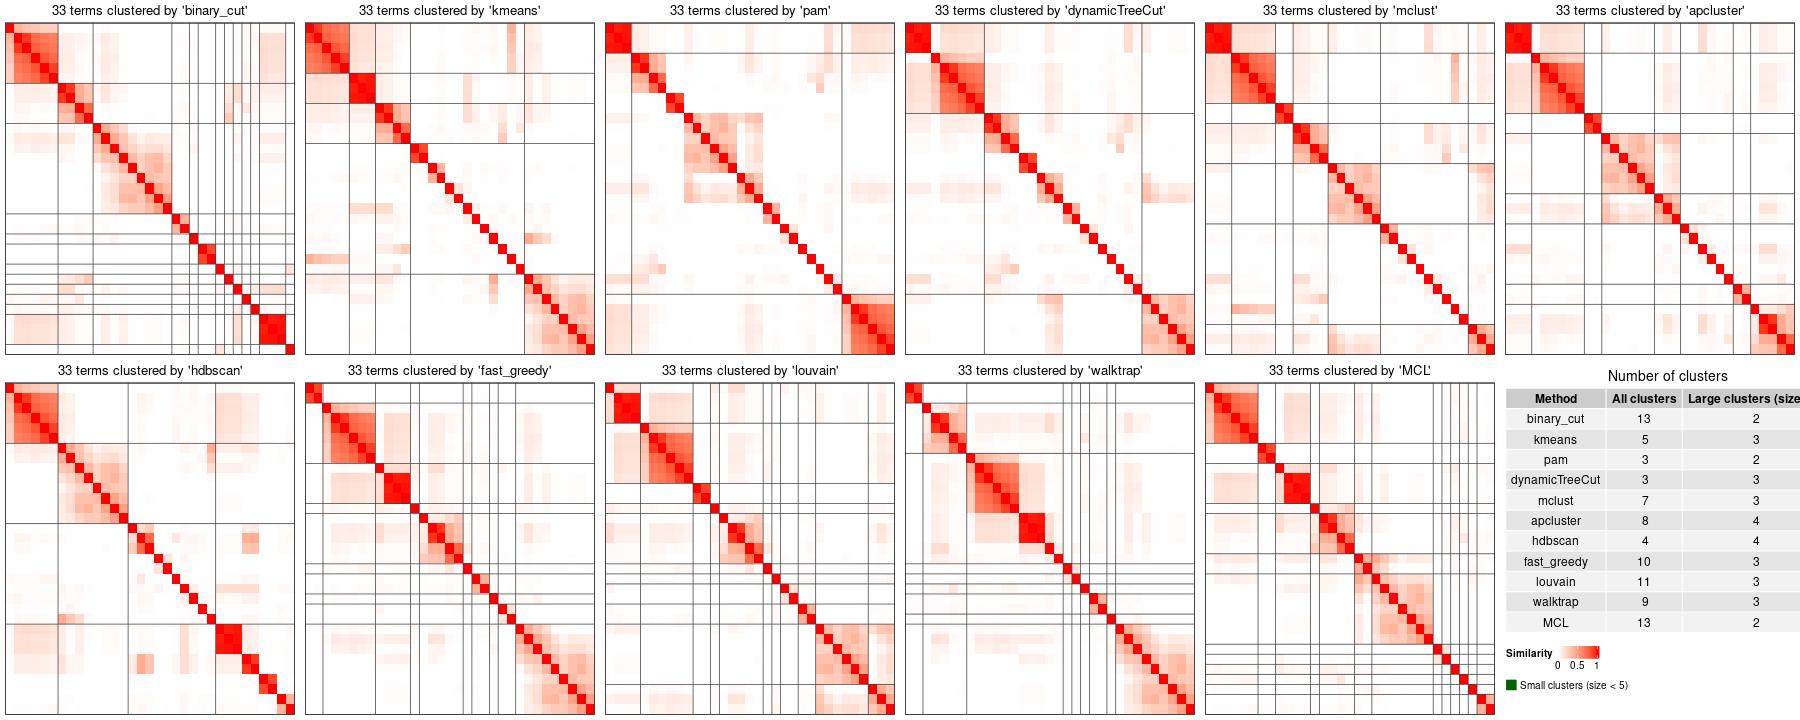 33 terms clustered by 'binary_cut'
33 terms clustered by 'kmeans'
33 terms clustered by 'pam'
33 terms clustered by 'dynamicTreeCut'
33 terms clustered by 'mclust'
33 terms clustered by 'apcluster'
33 terms clustered by 'hdbscan'
33 terms clustered by 'fast_greedy'
33 terms clustered by 'louvain'
33 terms clustered by 'walktrap'
33 terms clustered by 'MCL'
Number of clusters
Method All clusters Large clusters (size
binary_cut 13 2
kmeans 5 3
pam 3 2
dynamicTreeCut 3 3
mclust 7 3
apcluster 8 4
hdbscan 4 4
fast_greedy 10 3
louvain 11 3
walktrap 9 3
MCL 13 2
Similarity
0 0.5 1
Small clusters (size < 5)